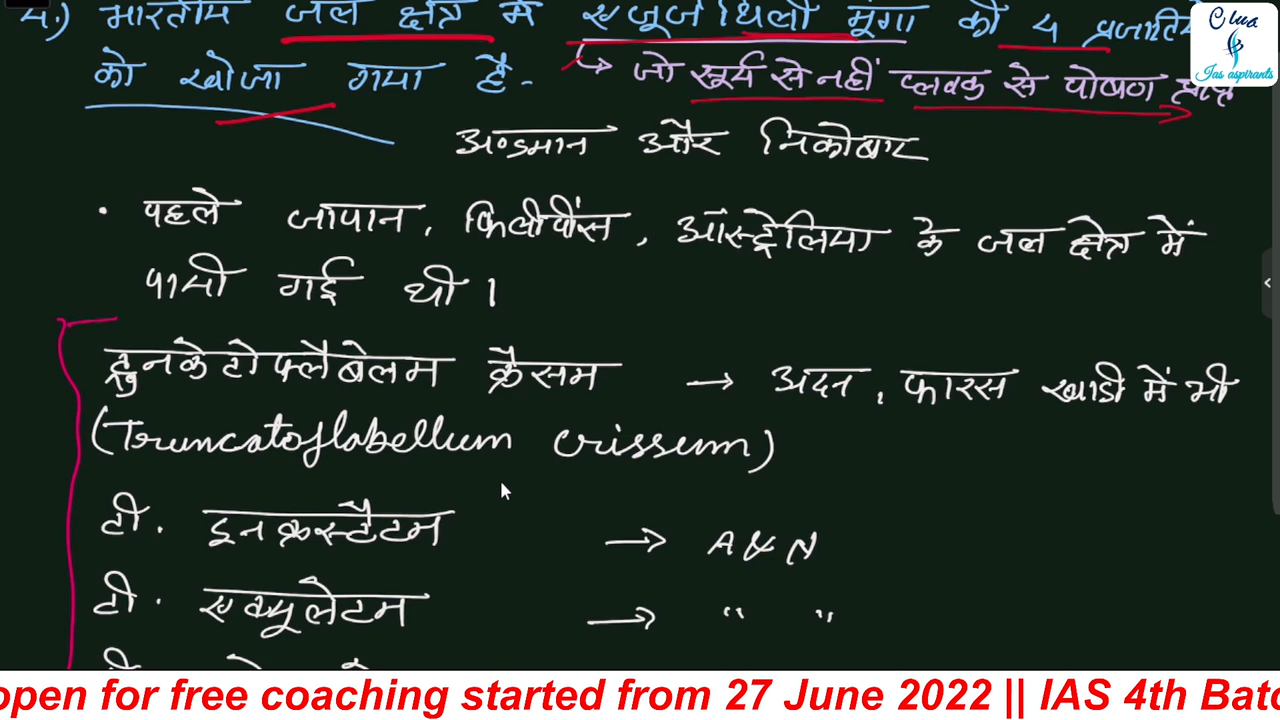 4.) भारतीय जल क्षेत्र में एजूजेंथिलो मूंगा की 4 प्रजातियों
को खोजा गया है -
↳ जो सूर्य से नहीं प्लवक से पोषण
अण्डमान और निकोबार
• पहले जापान, फिलीपींस, ऑस्ट्रेलिया के जल क्षेत्र में
पायी गई थी ।
ट्रुनकेटोफ्लैबेलम क्रैसम → अदन, फारस खाडी में भी
(Truncatoflabellum crissum)
टी. इनक्रस्टैटम → A & N
टी. एक्यूलेटम → " "
Clua
Ias aspirants
open for free coaching started from 27 June 2022 || IAS 4th Batc